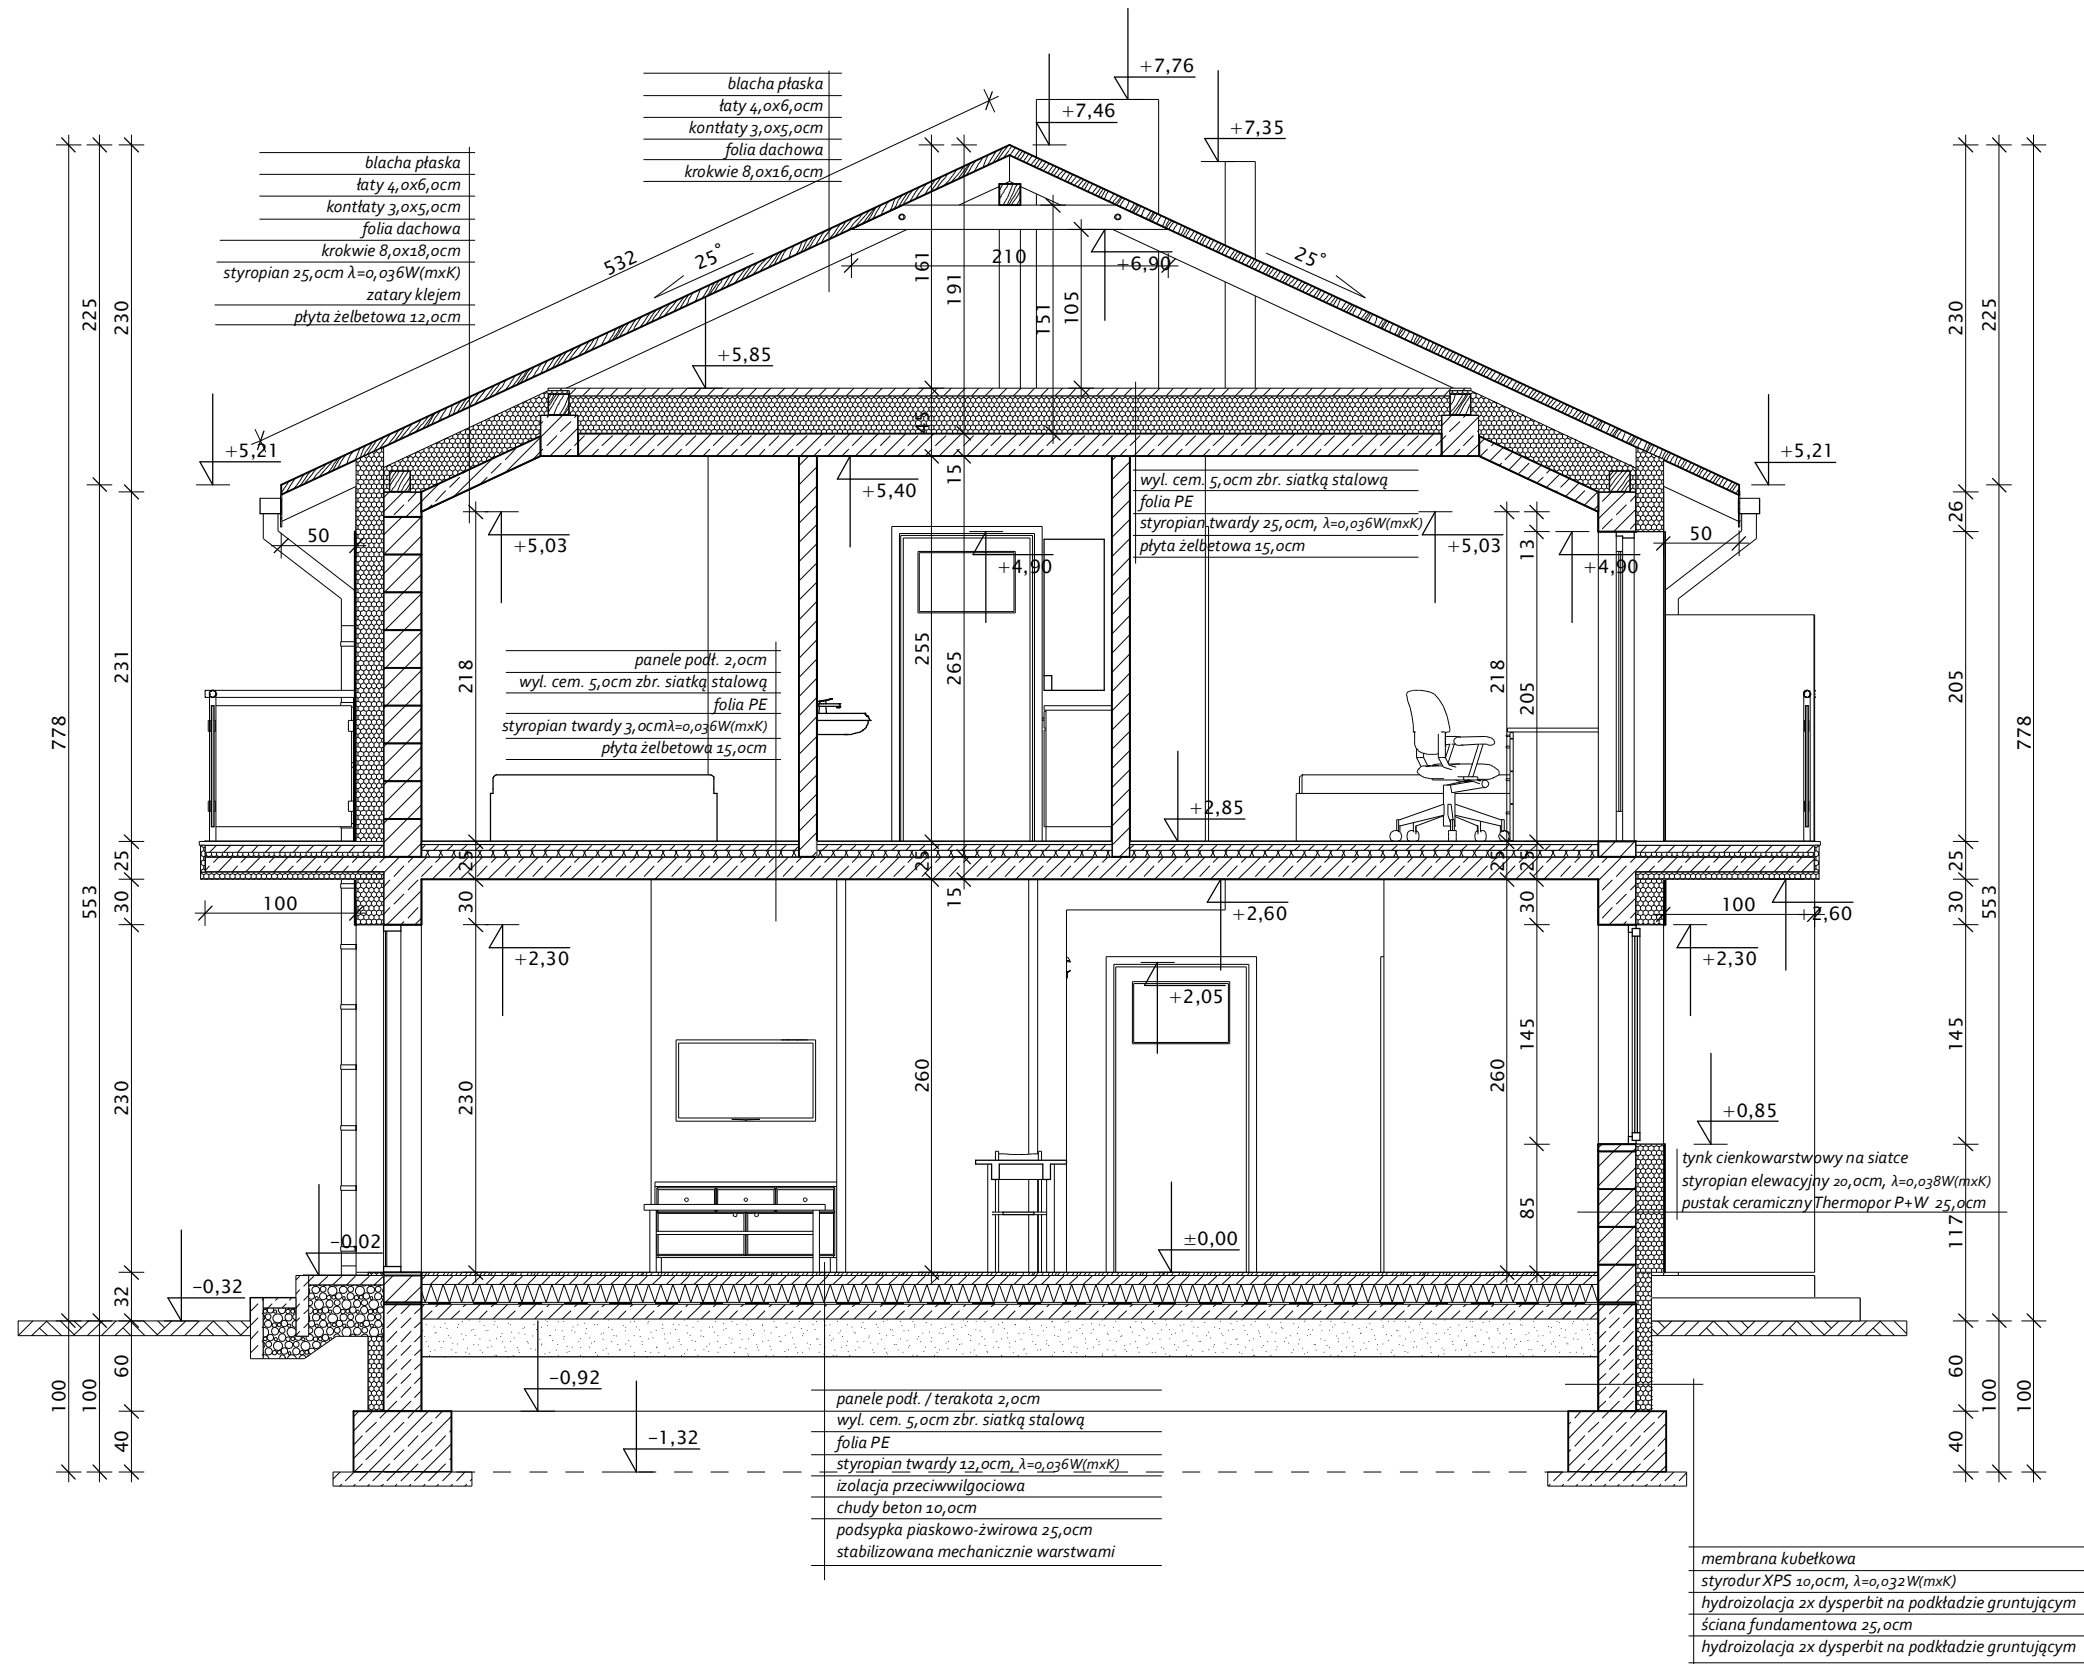 +7,76
+7,46
+7,35
blacha płaska
łaty 4,0x6,0cm
kontłaty 3,0x5,0cm
folia dachowa
krokwie 8,0x16,0cm
blacha płaska
łaty 4,0x6,0cm
kontłaty 3,0x5,0cm
folia dachowa
krokwie 8,0x18,0cm
styropian 25,0cm λ=0,036W(mxK)
zatary klejem
płyta żelbetowa 12,0cm
532
25°
25°
210
+6,90
161
191
151
105
225
230
230
225
+5,85
+5,21
+5,21
45
15
+5,40
wyl. cem. 5,0cm zbr. siatką stalową
folia PE
styropian twardy 25,0cm, λ=0,036W(mxK)
płyta żelbetowa 15,0cm
50
+5,03
+4,90
+5,03
13
+4,90
50
26
panele podł. 2,0cm
wyl. cem. 5,0cm zbr. siatką stalową
folia PE
styropian twardy 3,0cmλ=0,036W(mxK)
płyta żelbetowa 15,0cm
778
231
218
255
265
218
205
205
778
+2,85
25
25
25
25
25
25
553
30
100
30
15
+2,60
30
100
+2,60
30
553
+2,30
+2,05
+2,30
230
230
260
260
145
145
+0,85
85
117
tynk cienkowarstwowy na siatce
styropian elewacyjny 20,0cm, λ=0,038W(mxK)
pustak ceramiczny Thermopor P+W 25,0cm
-0,02
±0,00
-0,32
32
60
40
100
100
-0,92
-1,32
60
40
100
100
panele podł. / terakota 2,0cm
wyl. cem. 5,0cm zbr. siatką stalową
folia PE
styropian twardy 12,0cm, λ=0,036W(mxK)
izolacja przeciwwilgociowa
chudy beton 10,0cm
podsypka piaskowo-żwirowa 25,0cm
stabilizowana mechanicznie warstwami
membrana kubełkowa
styrodur XPS 10,0cm, λ=0,032W(mxK)
hydroizolacja 2x dysperbit na podkładzie gruntującym
ściana fundamentowa 25,0cm
hydroizolacja 2x dysperbit na podkładzie gruntującym